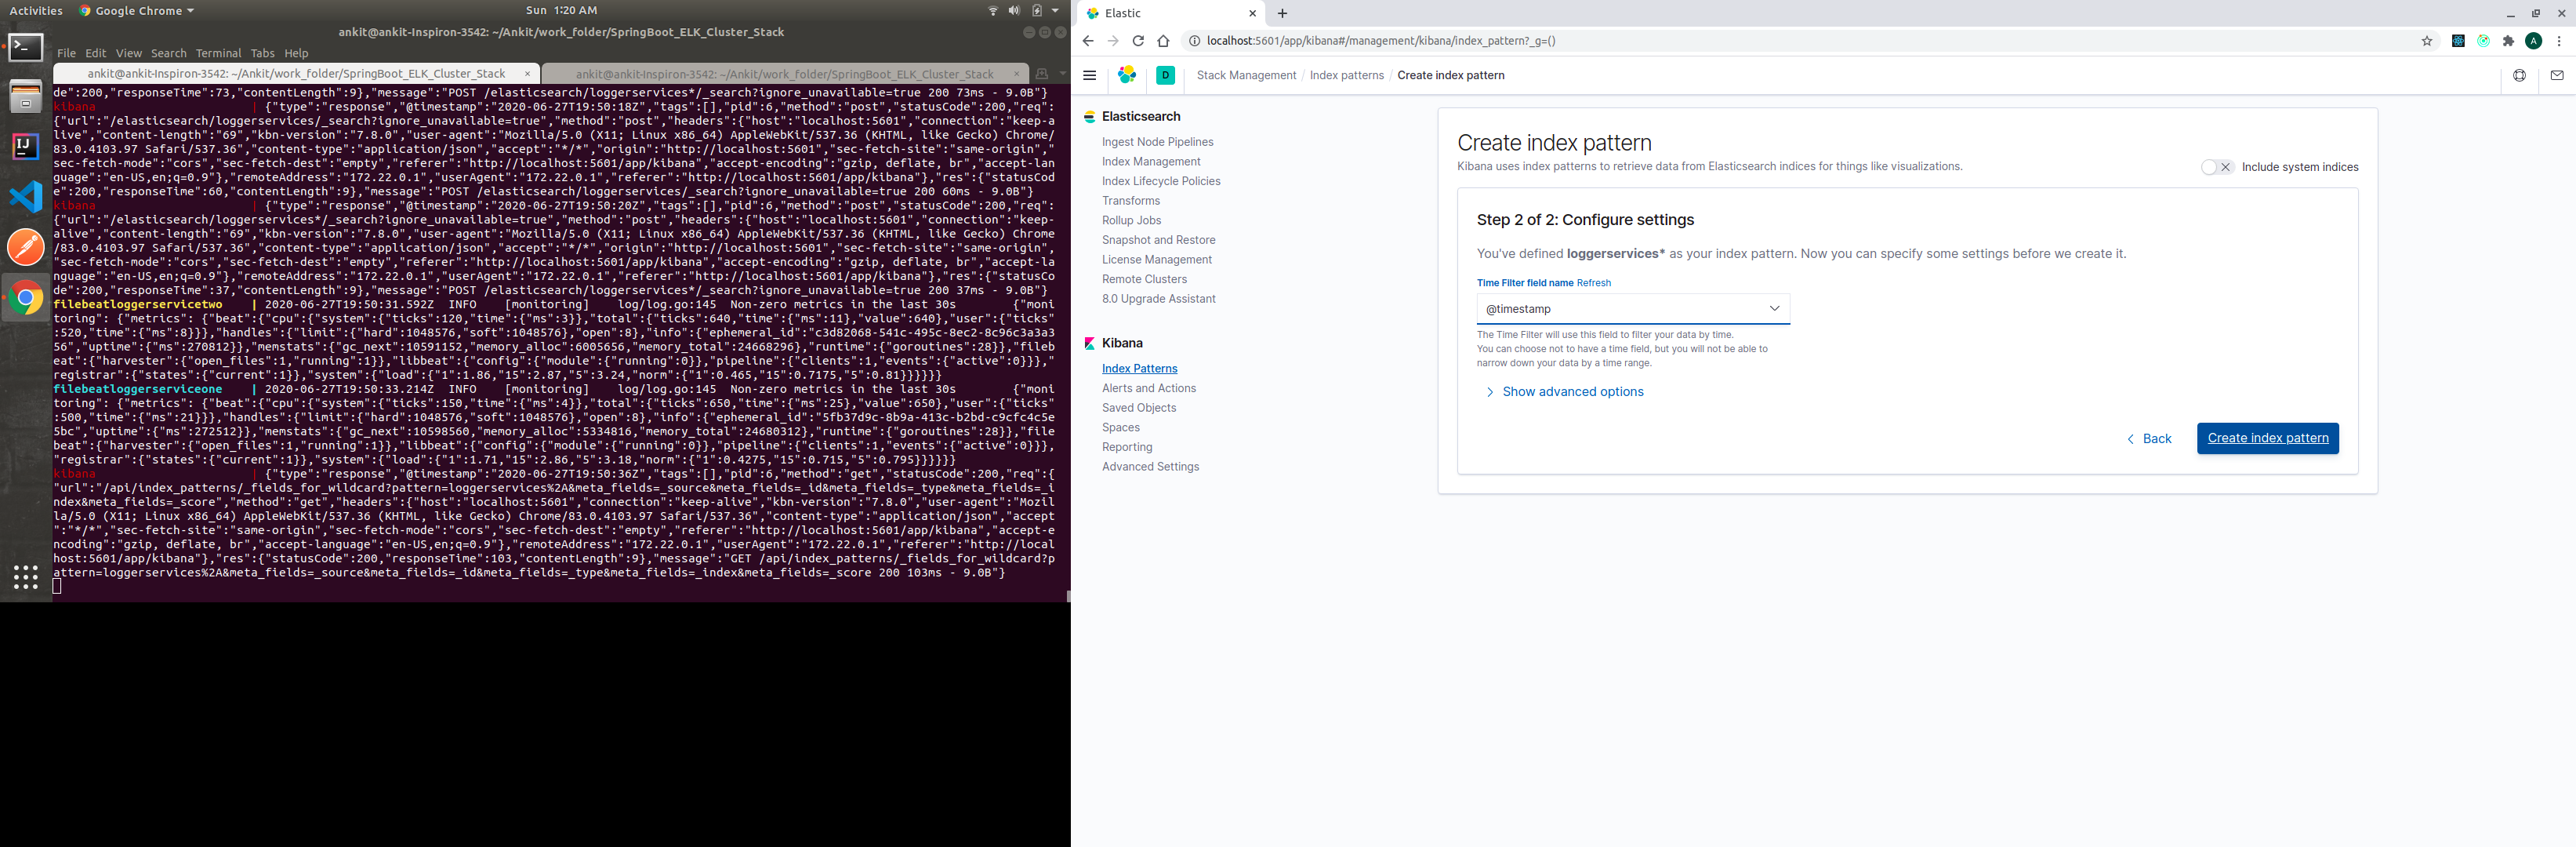 Activities
Google Chrome
Sun 1:20 AM
ankit@ankit-Inspiron-3542: ~/Ankit/work_folder/SpringBoot_ELK_Cluster_Stack
File Edit View Search Terminal Tabs Help
ankit@ankit-Inspiron-3542: ~/Ankit/work_folder/SpringBoot_ELK_Cluster_Stack ×
ankit@ankit-Inspiron-3542: ~/Ankit/work_folder/SpringBoot_ELK_Cluster_Stack ×
de":200,"responseTime":73,"contentLength":9},"message":"POST /elasticsearch/loggerservices*/_search?ignore_unavailable=true 200 73ms - 9.0B"}
kibana | {"type":"response","@timestamp":"2020-06-27T19:50:18Z","tags":[],"pid":6,"method":"post","statusCode":200,"req":
{"url":"/elasticsearch/loggerservices/_search?ignore_unavailable=true","method":"post","headers":{"host":"localhost:5601","connection":"keep-a
live","content-length":"69","kbn-version":"7.8.0","user-agent":"Mozilla/5.0 (X11; Linux x86_64) AppleWebKit/537.36 (KHTML, like Gecko) Chrome/
83.0.4103.97 Safari/537.36","content-type":"application/json","accept":"*/*","origin":"http://localhost:5601","sec-fetch-site":"same-origin","
sec-fetch-mode":"cors","sec-fetch-dest":"empty","referer":"http://localhost:5601/app/kibana","accept-encoding":"gzip, deflate, br","accept-lan
guage":"en-US,en;q=0.9"},"remoteAddress":"172.22.0.1","userAgent":"172.22.0.1","referer":"http://localhost:5601/app/kibana"},"res":{"statusCod
e":200,"responseTime":60,"contentLength":9},"message":"POST /elasticsearch/loggerservices/_search?ignore_unavailable=true 200 60ms - 9.0B"}
kibana | {"type":"response","@timestamp":"2020-06-27T19:50:20Z","tags":[],"pid":6,"method":"post","statusCode":200,"req":
{"url":"/elasticsearch/loggerservices*/_search?ignore_unavailable=true","method":"post","headers":{"host":"localhost:5601","connection":"keep-
alive","content-length":"69","kbn-version":"7.8.0","user-agent":"Mozilla/5.0 (X11; Linux x86_64) AppleWebKit/537.36 (KHTML, like Gecko) Chrome
/83.0.4103.97 Safari/537.36","content-type":"application/json","accept":"*/*","origin":"http://localhost:5601","sec-fetch-site":"same-origin",
"sec-fetch-mode":"cors","sec-fetch-dest":"empty","referer":"http://localhost:5601/app/kibana","accept-encoding":"gzip, deflate, br","accept-la
nguage":"en-US,en;q=0.9"},"remoteAddress":"172.22.0.1","userAgent":"172.22.0.1","referer":"http://localhost:5601/app/kibana"},"res":{"statusCo
de":200,"responseTime":37,"contentLength":9},"message":"POST /elasticsearch/loggerservices*/_search?ignore_unavailable=true 200 37ms - 9.0B"}
filebeatloggerservicetwo | 2020-06-27T19:50:31.592Z INFO [monitoring] log/log.go:145 Non-zero metrics in the last 30s {"moni
toring": {"metrics": {"beat":{"cpu":{"system":{"ticks":120,"time":{"ms":3}},"total":{"ticks":640,"time":{"ms":11},"value":640},"user":{"ticks"
:520,"time":{"ms":8}}},"handles":{"limit":{"hard":1048576,"soft":1048576},"open":8},"info":{"ephemeral_id":"c3d82068-541c-495c-8ec2-8c96c3a3a3
56","uptime":{"ms":270812}},"memstats":{"gc_next":10591152,"memory_alloc":6005656,"memory_total":24668296},"runtime":{"goroutines":28}},"fileb
eat":{"harvester":{"open_files":1,"running":1}},"libbeat":{"config":{"module":{"running":0}},"pipeline":{"clients":1,"events":{"active":0}}},"
registrar":{"states":{"current":1}},"system":{"load":{"1":1.86,"15":2.87,"5":3.24,"norm":{"1":0.465,"15":0.7175,"5":0.81}}}}}}
filebeatloggerserviceone | 2020-06-27T19:50:33.214Z INFO [monitoring] log/log.go:145 Non-zero metrics in the last 30s {"moni
toring": {"metrics": {"beat":{"cpu":{"system":{"ticks":150,"time":{"ms":4}},"total":{"ticks":650,"time":{"ms":25},"value":650},"user":{"ticks"
:500,"time":{"ms":21}}},"handles":{"limit":{"hard":1048576,"soft":1048576},"open":8},"info":{"ephemeral_id":"5fb37d9c-8b9a-413c-b2bd-c9cfc4c5e
5bc","uptime":{"ms":272512}},"memstats":{"gc_next":10598560,"memory_alloc":5334816,"memory_total":24680312},"runtime":{"goroutines":28}},"file
beat":{"harvester":{"open_files":1,"running":1}},"libbeat":{"config":{"module":{"running":0}},"pipeline":{"clients":1,"events":{"active":0}}},
"registrar":{"states":{"current":1}},"system":{"load":{"1":1.71,"15":2.86,"5":3.18,"norm":{"1":0.4275,"15":0.715,"5":0.795}}}}}}
kibana | {"type":"response","@timestamp":"2020-06-27T19:50:36Z","tags":[],"pid":6,"method":"get","statusCode":200,"req":{
"url":"/api/index_patterns/_fields_for_wildcard?pattern=loggerservices%2A&meta_fields=_source&meta_fields=_id&meta_fields=_type&meta_fields=_i
ndex&meta_fields=_score","method":"get","headers":{"host":"localhost:5601","connection":"keep-alive","kbn-version":"7.8.0","user-agent":"Mozil
la/5.0 (X11; Linux x86_64) AppleWebKit/537.36 (KHTML, like Gecko) Chrome/83.0.4103.97 Safari/537.36","content-type":"application/json","accept
":"*/*","sec-fetch-site":"same-origin","sec-fetch-mode":"cors","sec-fetch-dest":"empty","referer":"http://localhost:5601/app/kibana","accept-e
ncoding":"gzip, deflate, br","accept-language":"en-US,en;q=0.9"},"remoteAddress":"172.22.0.1","userAgent":"172.22.0.1","referer":"http://local
host:5601/app/kibana"},"res":{"statusCode":200,"responseTime":103,"contentLength":9},"message":"GET /api/index_patterns/_fields_for_wildcard?p
attern=loggerservices%2A&meta_fields=_source&meta_fields=_id&meta_fields=_type&meta_fields=_index&meta_fields=_score 200 103ms - 9.0B"}
Elastic
localhost:5601/app/kibana#/management/kibana/index_pattern?_g=()
A
D
Stack Management / Index patterns / Create index pattern
Elasticsearch
Ingest Node Pipelines
Index Management
Index Lifecycle Policies
Transforms
Rollup Jobs
Snapshot and Restore
License Management
Remote Clusters
8.0 Upgrade Assistant
Kibana
Index Patterns
Alerts and Actions
Saved Objects
Spaces
Reporting
Advanced Settings
Create index pattern
Kibana uses index patterns to retrieve data from Elasticsearch indices for things like visualizations.
Include system indices
Step 2 of 2: Configure settings
You've defined loggerservices* as your index pattern. Now you can specify some settings before we create it.
Time Filter field name Refresh
@timestamp
The Time Filter will use this field to filter your data by time.
You can choose not to have a time field, but you will not be able to
narrow down your data by a time range.
Show advanced options
Back
Create index pattern
IJ